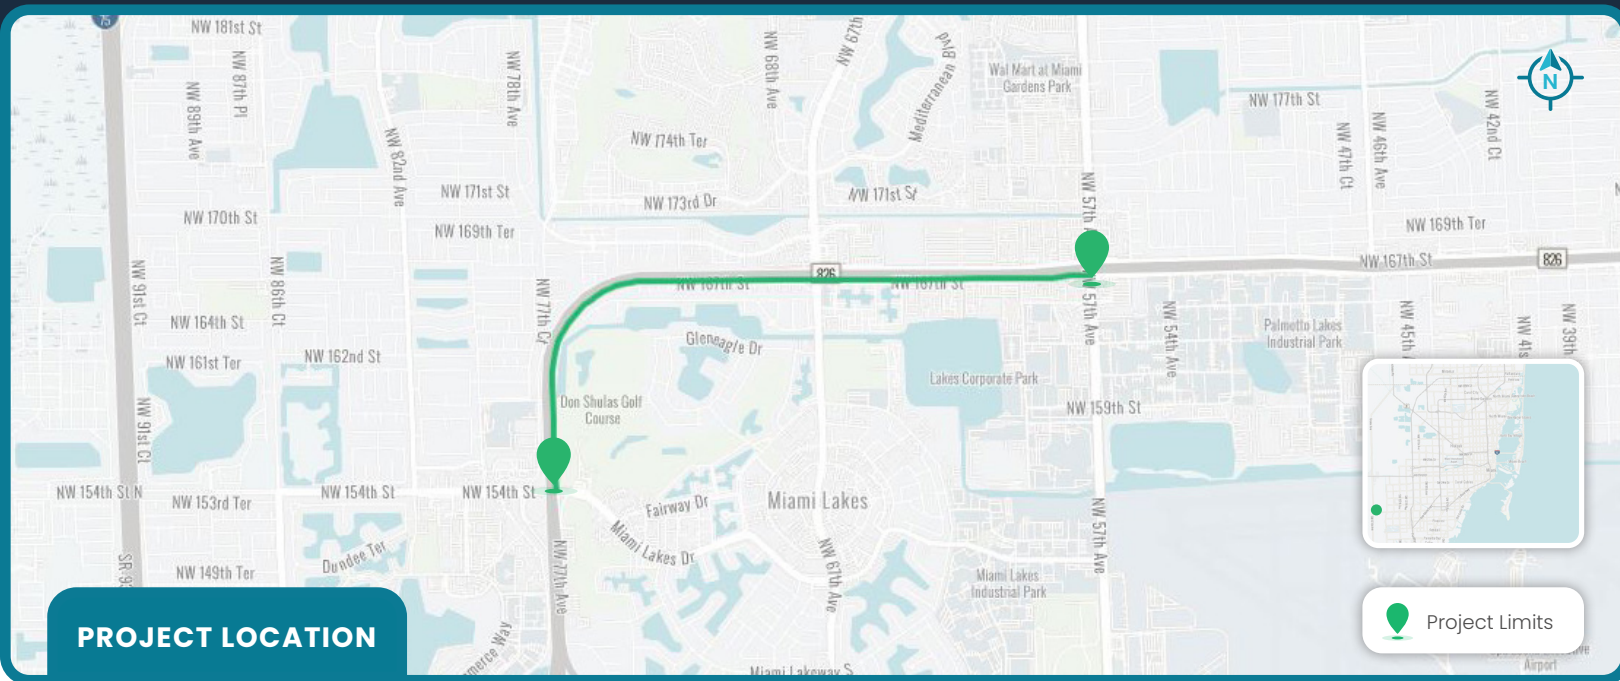 75
NW 181st St
NW 87th Pl
NW 89th Ave
NW 78th Ave
NW 68th Ave
NW 67th
Mediterranean Blvd
Wal Mart at Miami
Gardens Park
NW 177th St
NW 42nd Ct
N
NW 82nd Ave
NW 174th Ter
NW 47th Ct
NW 46th Ave
NW 171st St
NW 173rd Dr
NW 171st St
NW 57th
NW 170th St
NW 169th Ter
NW 169th Ter
NW 167th St
826
NW 91st Ct
NW 86th Ct
NW 77th Ct
NW 167th St
826
NW 167th St
NW 57th Ave
NW 54th Ave
NW 164th St
NW 161st Ter
NW 162nd St
Gleneagle Dr
Palmetto Lakes
Industrial Park
NW 45th
NW 41s
NW 39th
Lakes Corporate Park
Don Shulas Golf
Course
NW 91st Ct
NW 159th St
NW 154th St N
NW 153rd Ter
NW 154th St
NW 154th St
Fairway Dr
Miami Lakes
Miami Lakes Dr
NW 57th Ave
NW 149th Ter
Dundee Ter
NW 77th Ave
NW 67th Ave
Miami Lakes
Industrial Park
PROJECT LOCATION
Miami Lakeway S
Project Limits
Airport